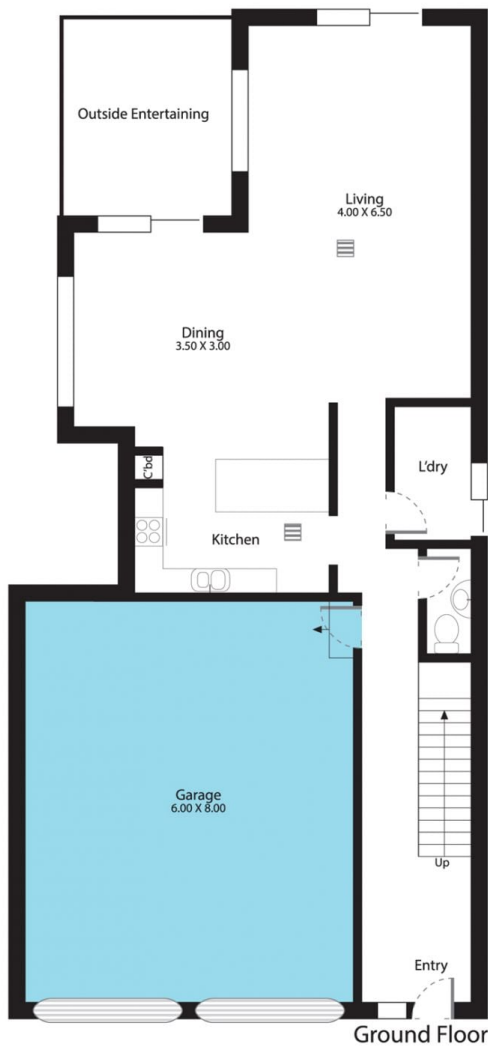 Outside Entertaining
Living
4.00 X 6.50
Dining
3.50 X 3.00
C'bd
L'dry
Kitchen
Garage
6.00 X 8.00
Up
Entry
Ground Floor